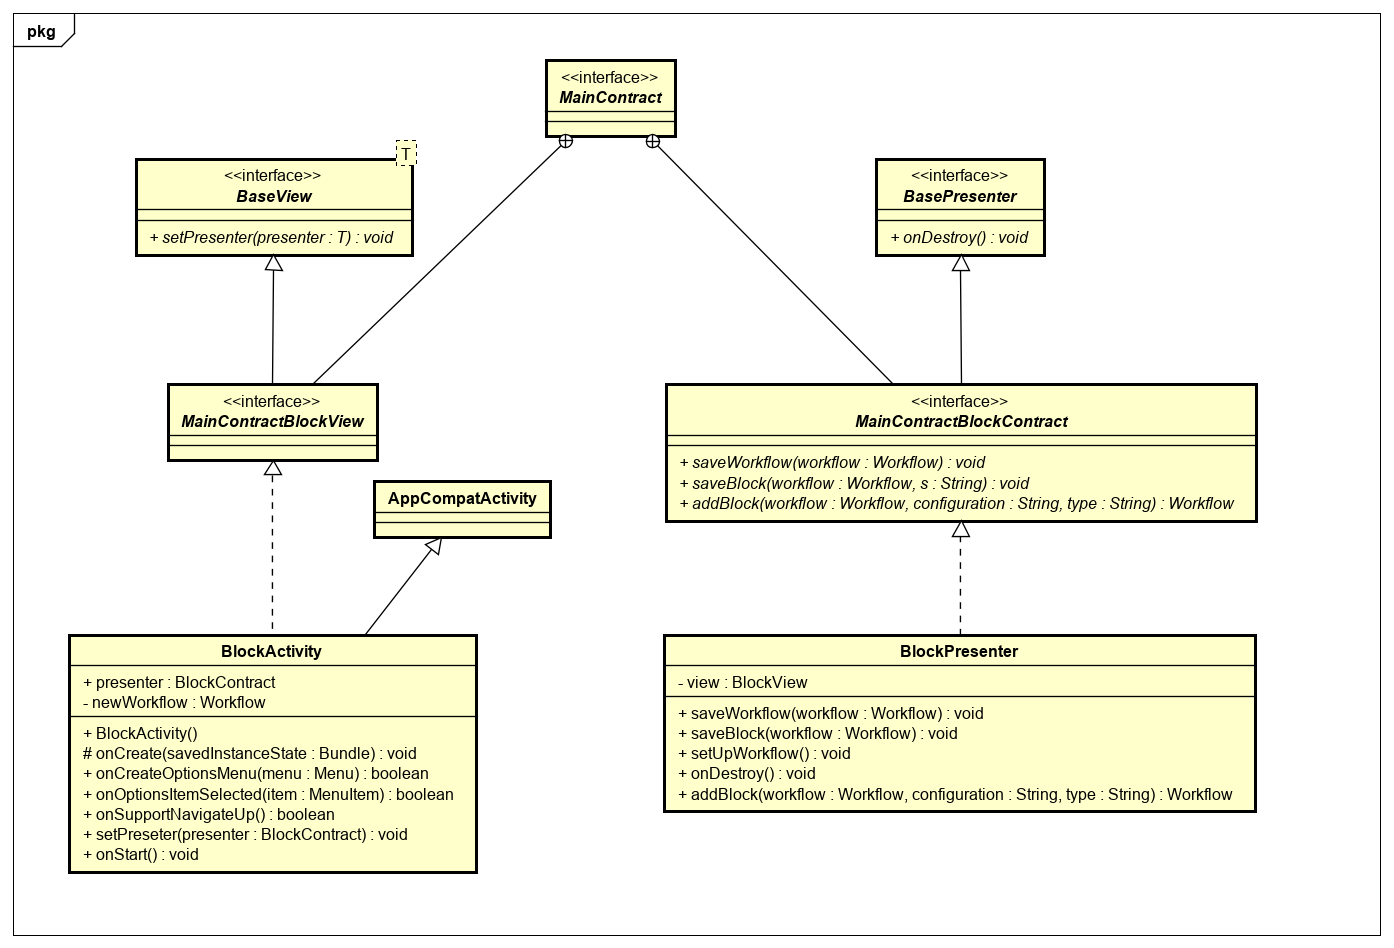 pkg
<<interface>>
MainContract
T
<<interface>>
BaseView
+ setPresenter(presenter : T) : void
<<interface>>
BasePresenter
+ onDestroy() : void
<<interface>>
MainContractBlockView
<<interface>>
MainContractBlockContract
+ saveWorkflow(workflow : Workflow) : void
+ saveBlock(workflow : Workflow, s : String) : void
+ addBlock(workflow : Workflow, configuration : String, type : String) : Workflow
AppCompatActivity
BlockActivity
+ presenter : BlockContract
- newWorkflow : Workflow
+ BlockActivity()
# onCreate(savedInstanceState : Bundle) : void
+ onCreateOptionsMenu(menu : Menu) : boolean
+ onOptionsItemSelected(item : MenuItem) : boolean
+ onSupportNavigateUp() : boolean
+ setPreseter(presenter : BlockContract) : void
+ onStart() : void
BlockPresenter
- view : BlockView
+ saveWorkflow(workflow : Workflow) : void
+ saveBlock(workflow : Workflow) : void
+ setUpWorkflow() : void
+ onDestroy() : void
+ addBlock(workflow : Workflow, configuration : String, type : String) : Workflow